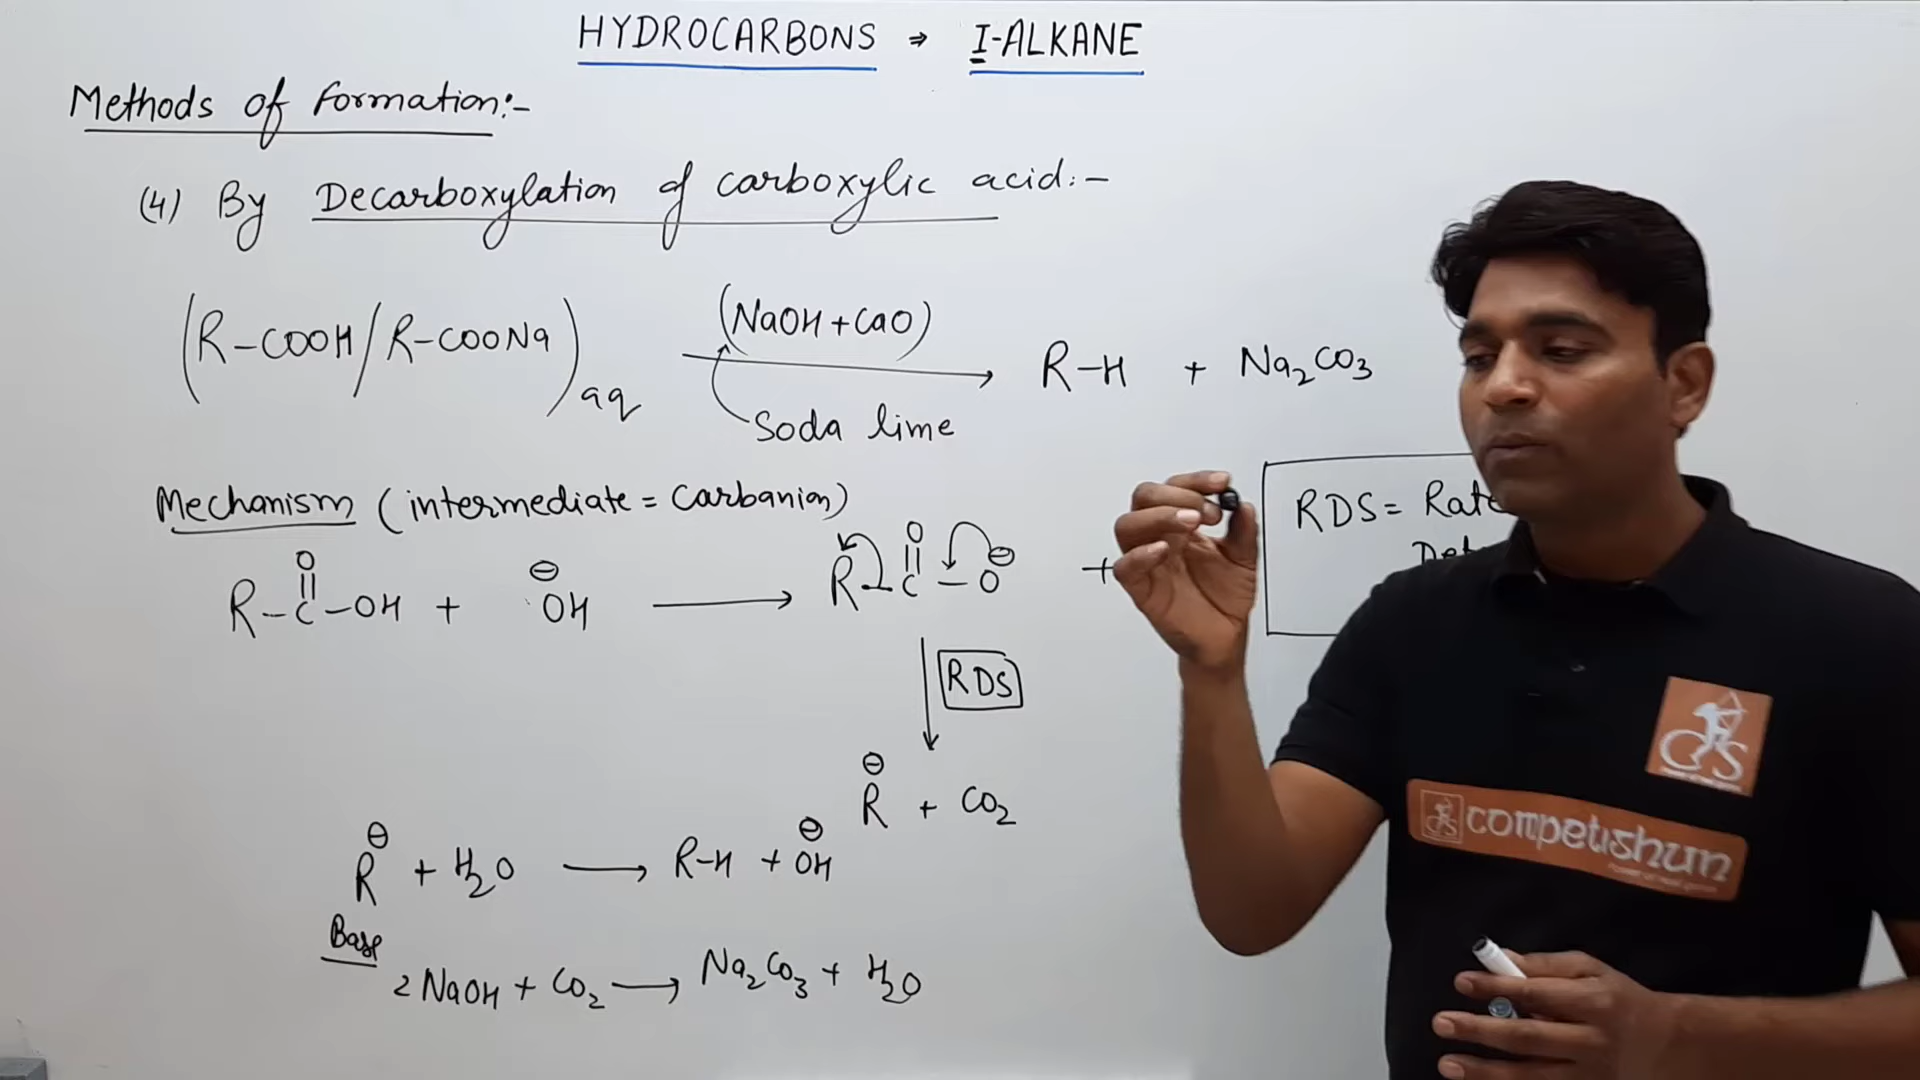 HYDROCARBONS → I-ALKANE
Methods of formation:-
(4) By Decarboxylation of carboxylic acid:-
(R-COOH/R-COONa)aq (NaOH+CaO) → R-H + Na₂CO₃
Soda lime
Mechanism (intermediate = Carbanion)
RDS = Rate
R-C(=O)-OH + ⊖OH → R-C(=O)-O⊖ +
RDS
R⊖ + CO₂
R⊖ + H₂O → R-H + ⊖OH
Base
2NaOH + CO₂ → Na₂CO₃ + H₂O
CS
competishun